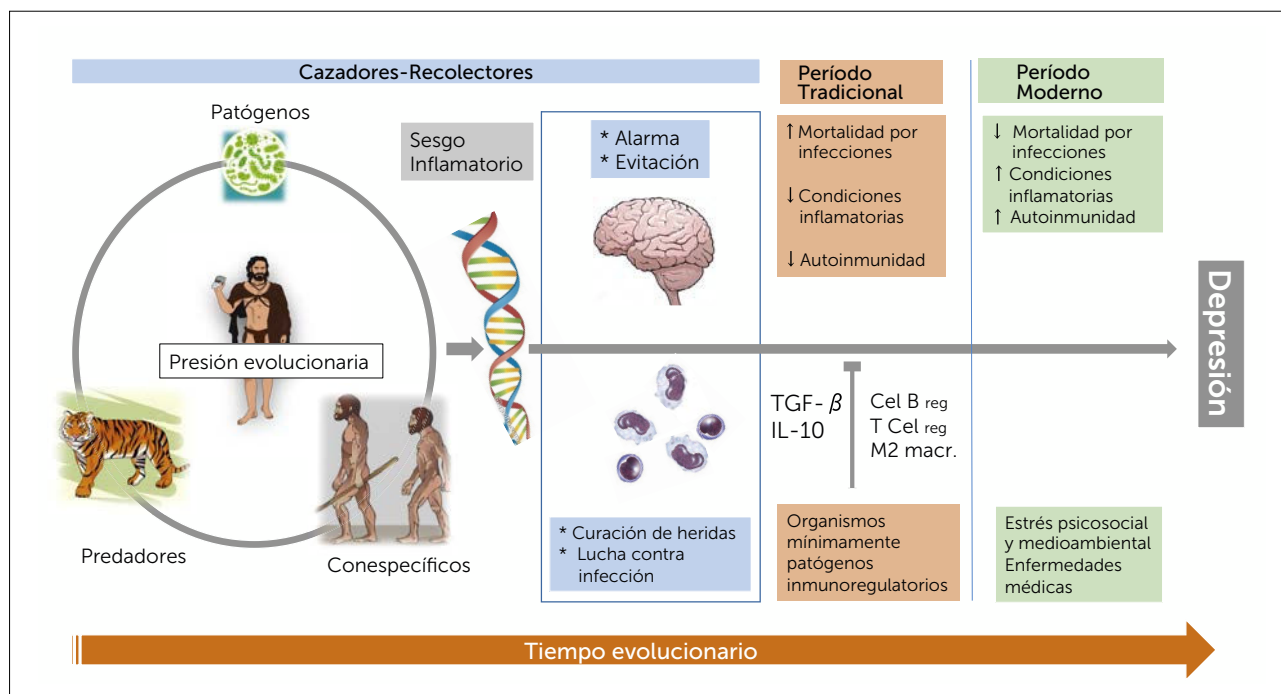 Cazadores-Recolectores
Patógenos
Presión evolucionaria
Predadores
Conespecíficos
Sesgo
Inflamatorio
* Alarma
* Evitación
* Curación de heridas
* Lucha contra
infección
Período
Tradicional
↑ Mortalidad por
infecciones
↓ Condiciones
inflamatorias
↓ Autoinmunidad
TGF- β
IL-10
Cel B reg
T Cel reg
M2 macr.
Organismos
mínimamente
patógenos
inmunoregulatorios
Período
Moderno
↓ Mortalidad por
infecciones
↑ Condiciones
inflamatorias
↑ Autoinmunidad
Estrés psicosocial
y medioambiental
Enfermedades
médicas
Depresión
Tiempo evolucionario